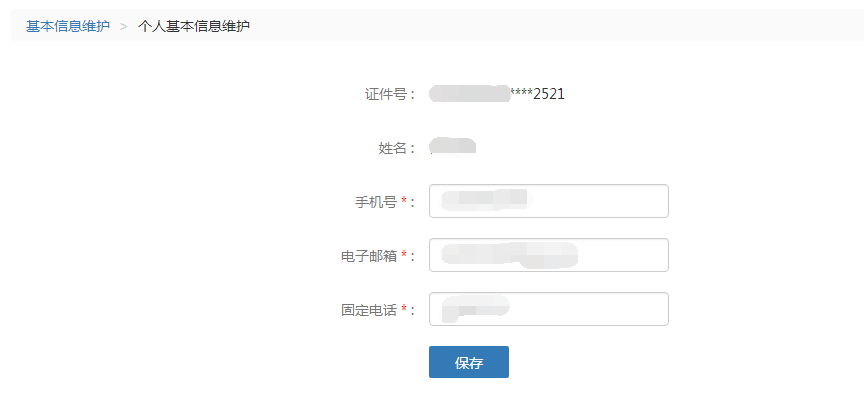 基本信息维护 > 个人基本信息维护
证件号： ****2521
姓名：
手机号 *：
电子邮箱 *：
固定电话 *：
保存